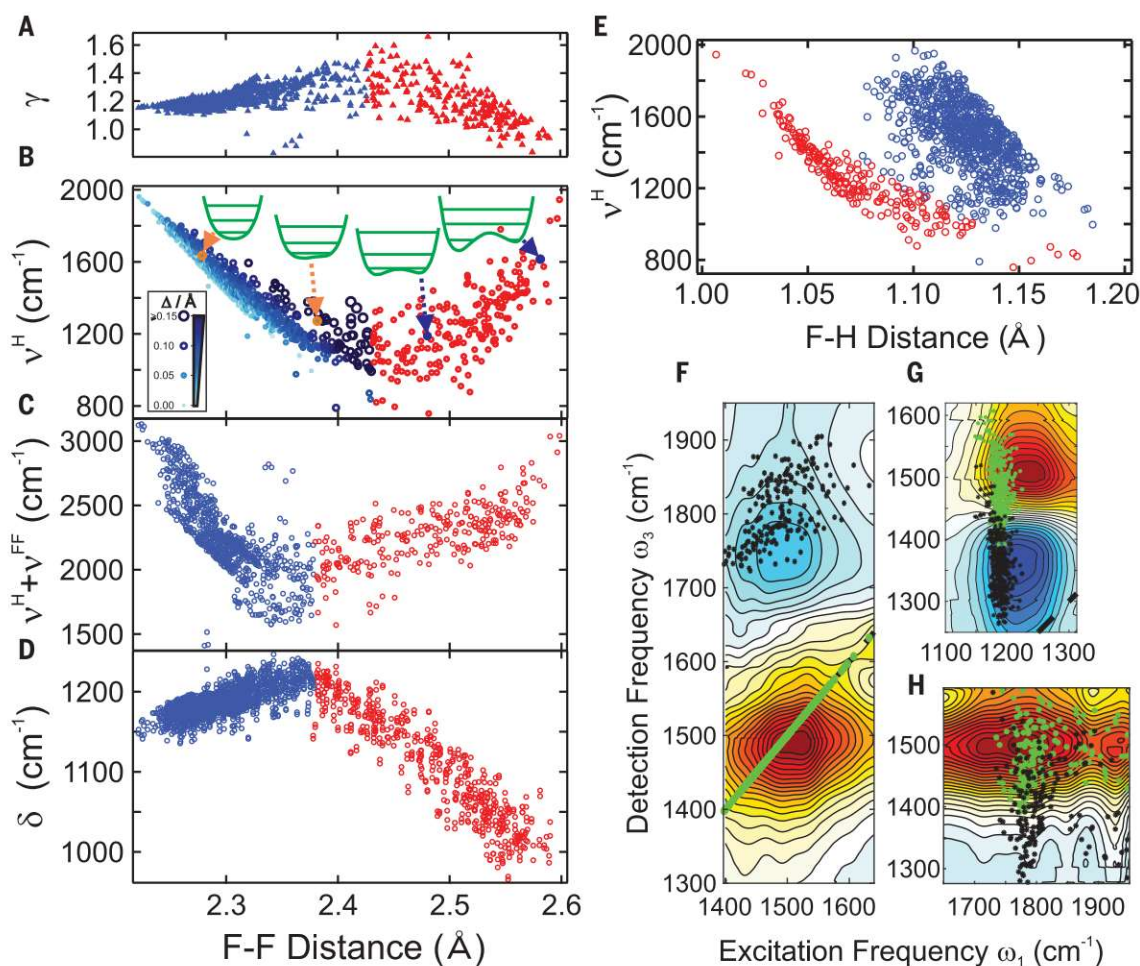 A
1.6
1.4
1.2
1.0
γ
B
2000
1600
1200
800
νᴴ (cm⁻¹)
Δ / Å
≥0.15
0.10
0.05
0.00
C
3000
2500
2000
1500
νᴴ+νᶠᶠ (cm⁻¹)
D
1200
1100
1000
δ (cm⁻¹)
2.3 2.4 2.5 2.6
F-F Distance (Å)
E
2000
1600
1200
800
νᴴ (cm⁻¹)
1.00 1.05 1.10 1.15 1.20
F-H Distance (Å)
F
1900
1800
1700
1600
1500
1400
1300
Detection Frequency ω₃ (cm⁻¹)
1400 1500 1600
G
1600
1500
1400
1300
1100 1200 1300
H
1500
1400
1300
1700 1800 1900
Excitation Frequency ω₁ (cm⁻¹)